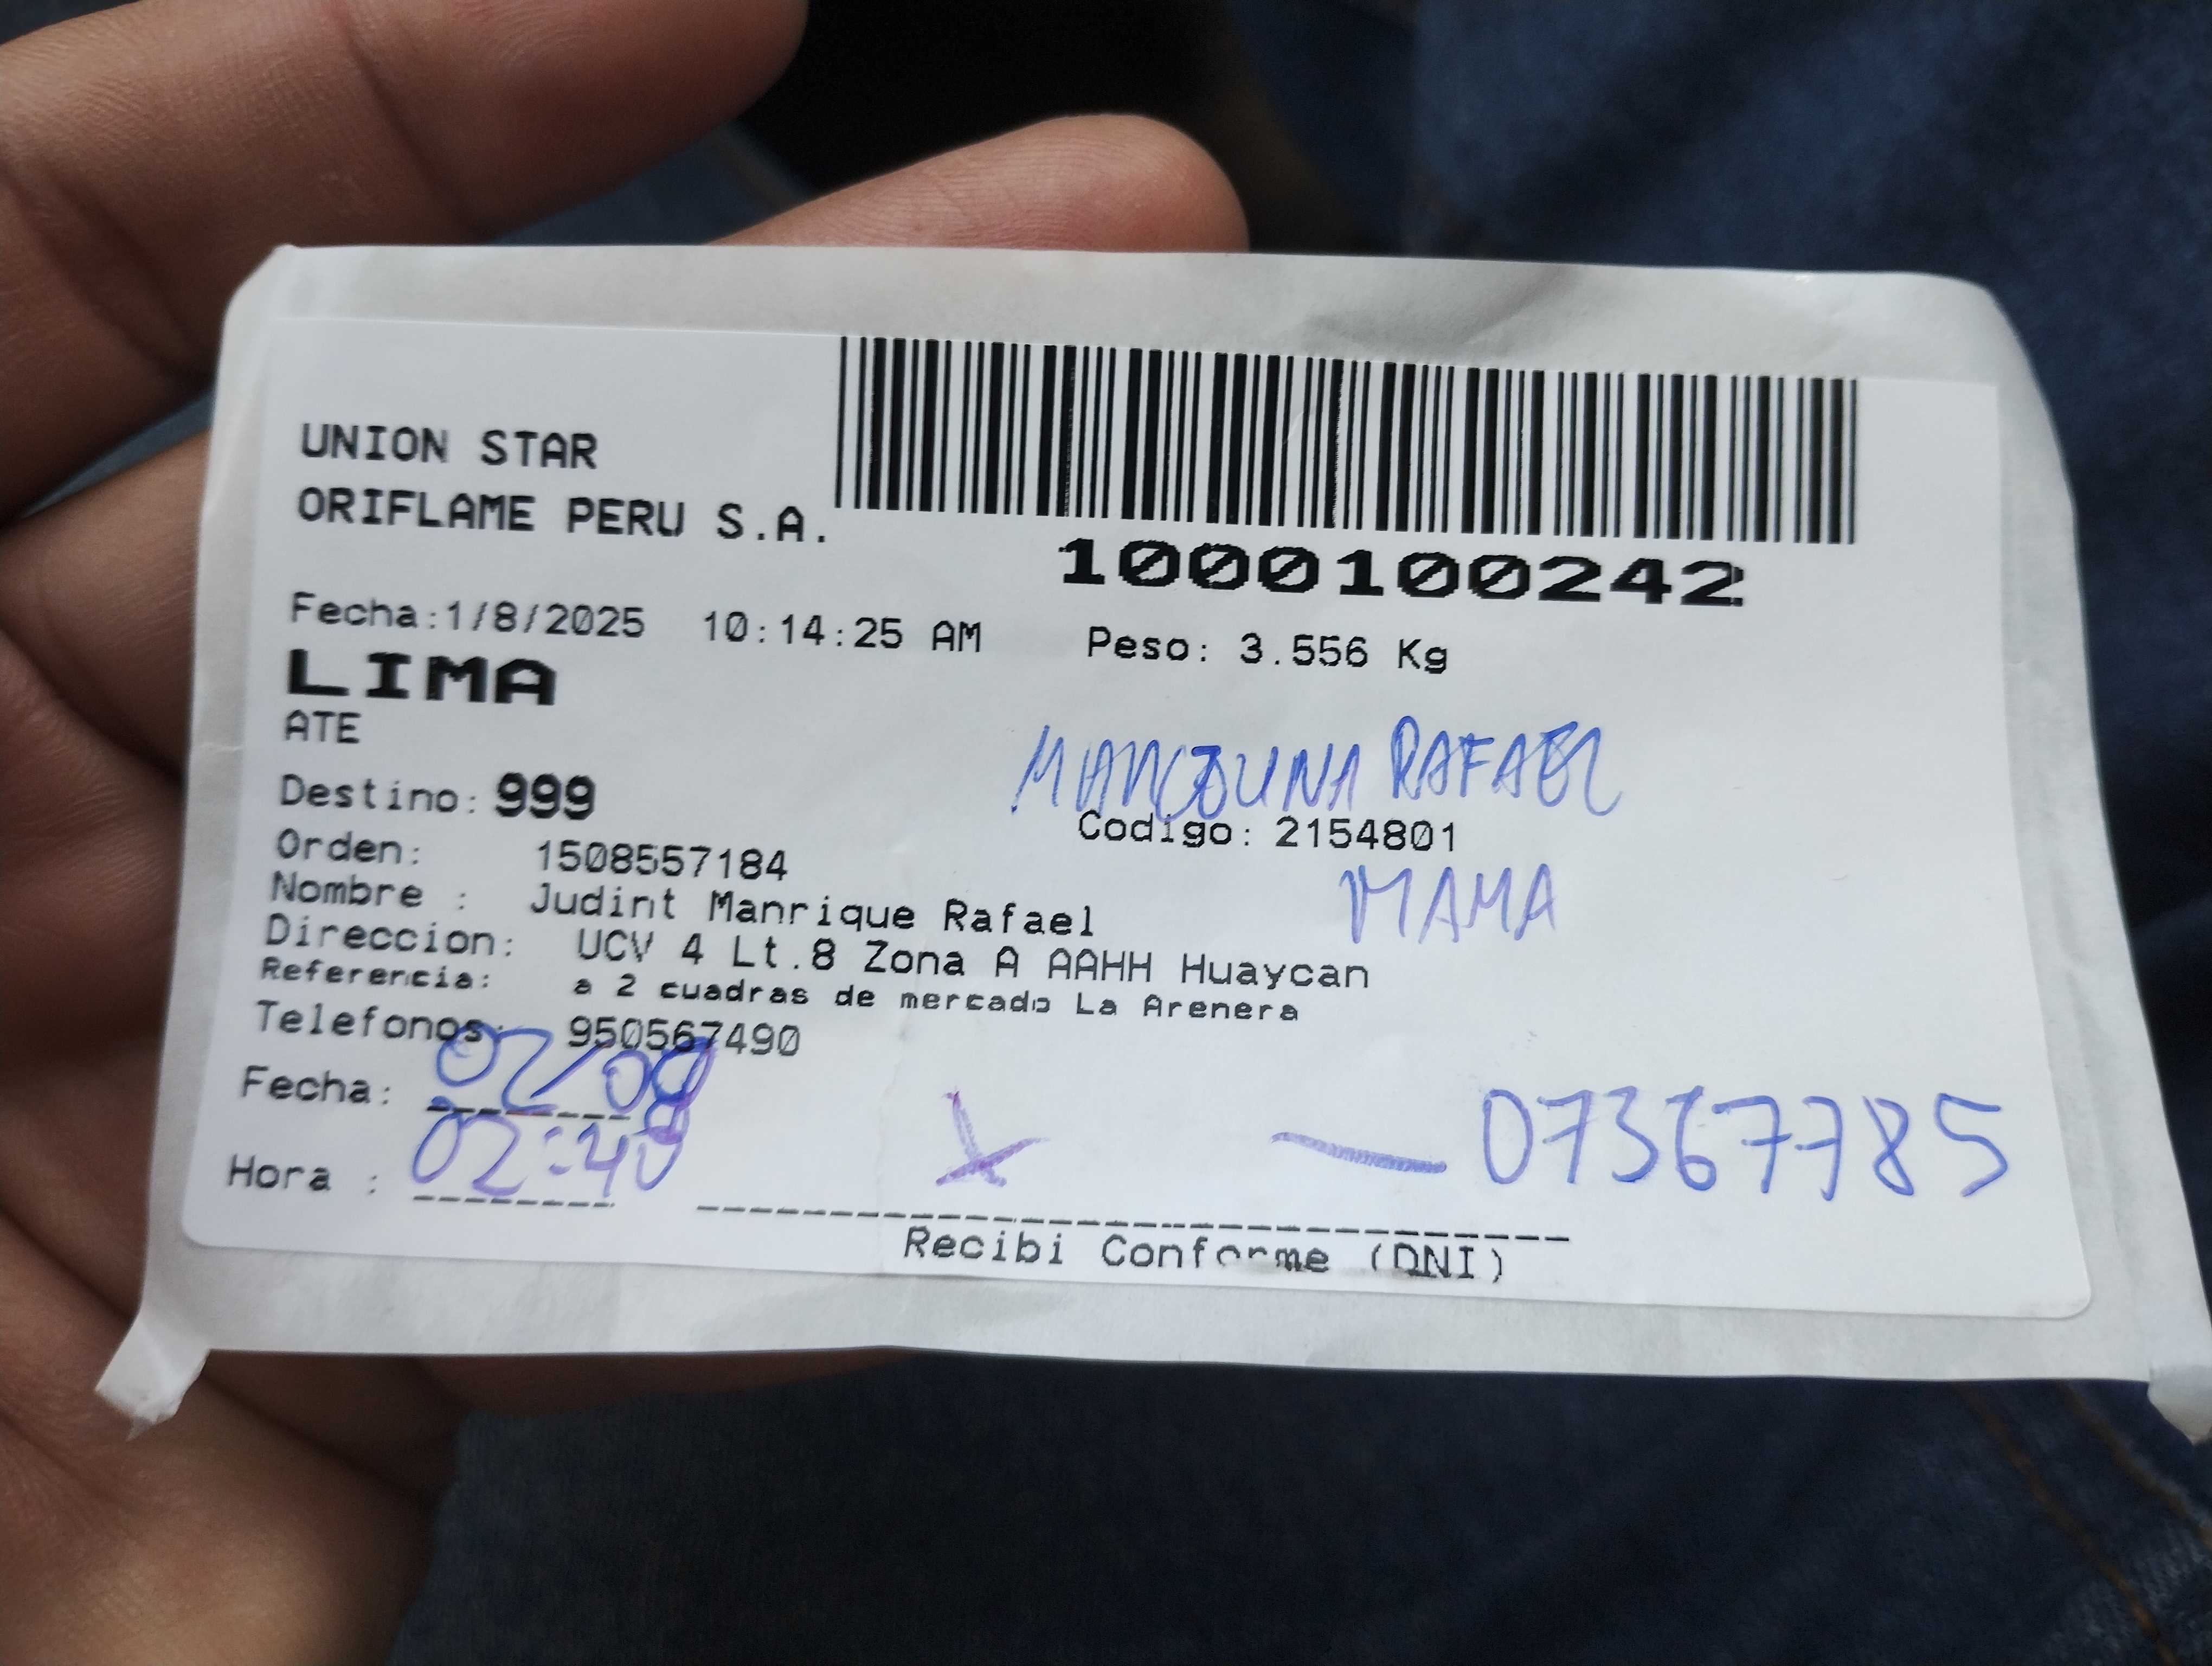 UNION STAR
ORIFLAME PERU S.A.
1000100242
Fecha:1/8/2025 10:14:25 AM Peso: 3.556 Kg
LIMA
ATE
RAFAEL
Destino: 999
Codigo: 2154801
Orden: 1508557184
MAMA
Nombre : Judint Manrique Rafael
Direccion: UCV 4 Lt.8 Zona A AAHH Huaycan
Referencia: a 2 cuadras de mercado La Arenera
Telefonos: 950567490
Fecha: 02/08
Hora : 02:40
X — 07367785
Recibi Conforme (DNI)